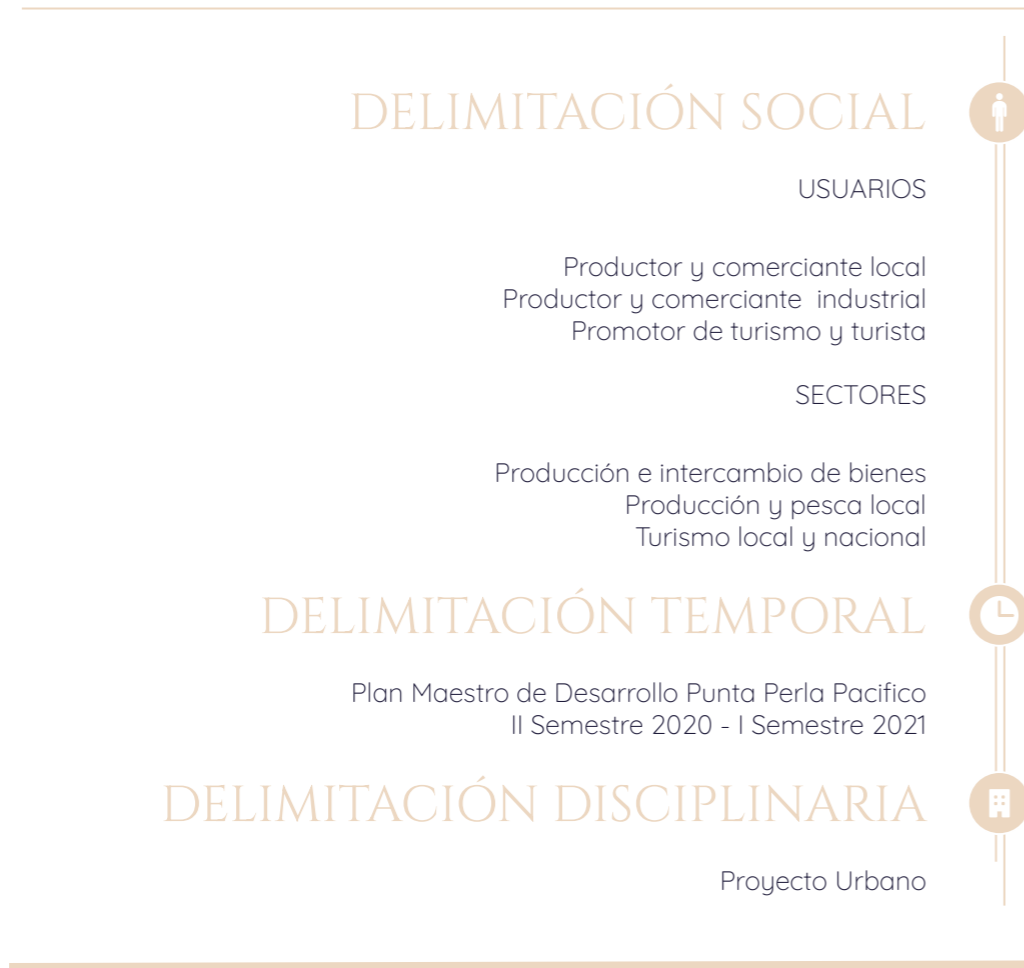 DELIMITACIÓN SOCIAL
USUARIOS
Productor y comerciante local
Productor y comerciante  industrial
Promotor de turismo y turista
SECTORES
Producción e intercambio de bienes
Producción y pesca local
Turismo local y nacional
DELIMITACIÓN TEMPORAL
Plan Maestro de Desarrollo Punta Perla Pacifico
II Semestre 2020 - I Semestre 2021
DELIMITACIÓN DISCIPLINARIA
Proyecto Urbano